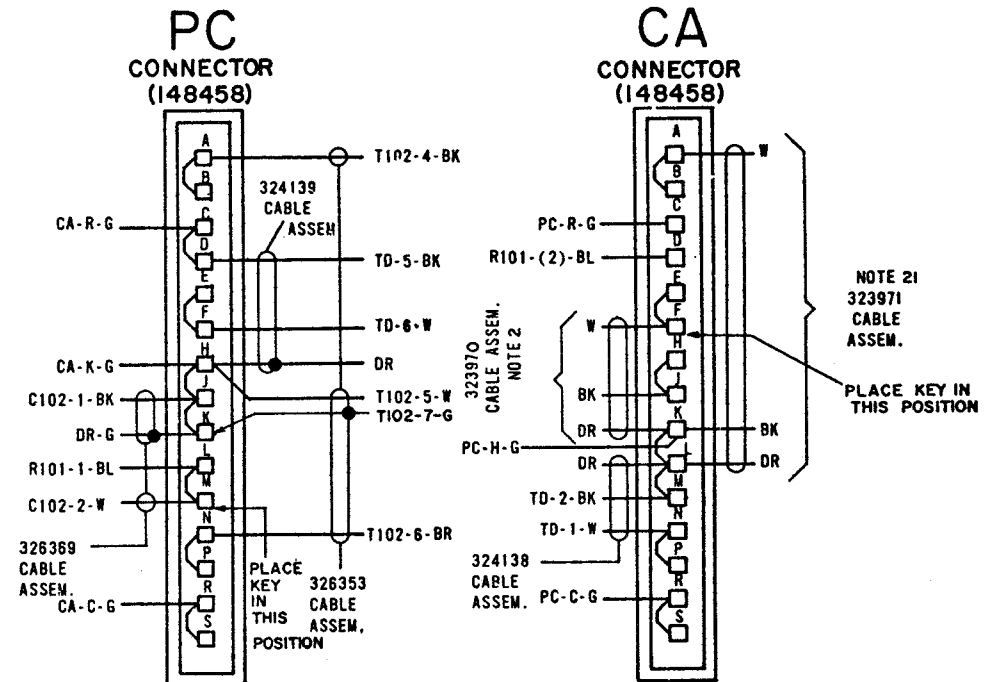 PC
CONNECTOR
(148458)
A
T102-4-BK
B
324139
CABLE
ASSEM
C
CA-R-G
D
TD-5-BK
E
F
TD-6-W
H
CA-K-G
DR
J
C102-1-BK
T102-5-W
T102-7-G
K
DR-G
L
R101-1-BL
M
C102-2-W
N
T102-6-BR
326369
CABLE
ASSEM.
P
PLACE
KEY
IN
THIS
POSITION
326353
CABLE
ASSEM.
R
CA-C-G
S
CA
CONNECTOR
(148458)
A
W
B
C
PC-R-G
D
R101-(2)-BL
E
NOTE 21
323971
CABLE
ASSEM.
F
W
H
323970
CABLE ASSEM.
NOTE 2
J
BK
PLACE KEY IN
THIS POSITION
K
DR
BK
PC-H-G
L
DR
DR
M
TD-2-BK
N
TD-1-W
P
324138
CABLE
ASSEM.
R
PC-C-G
S